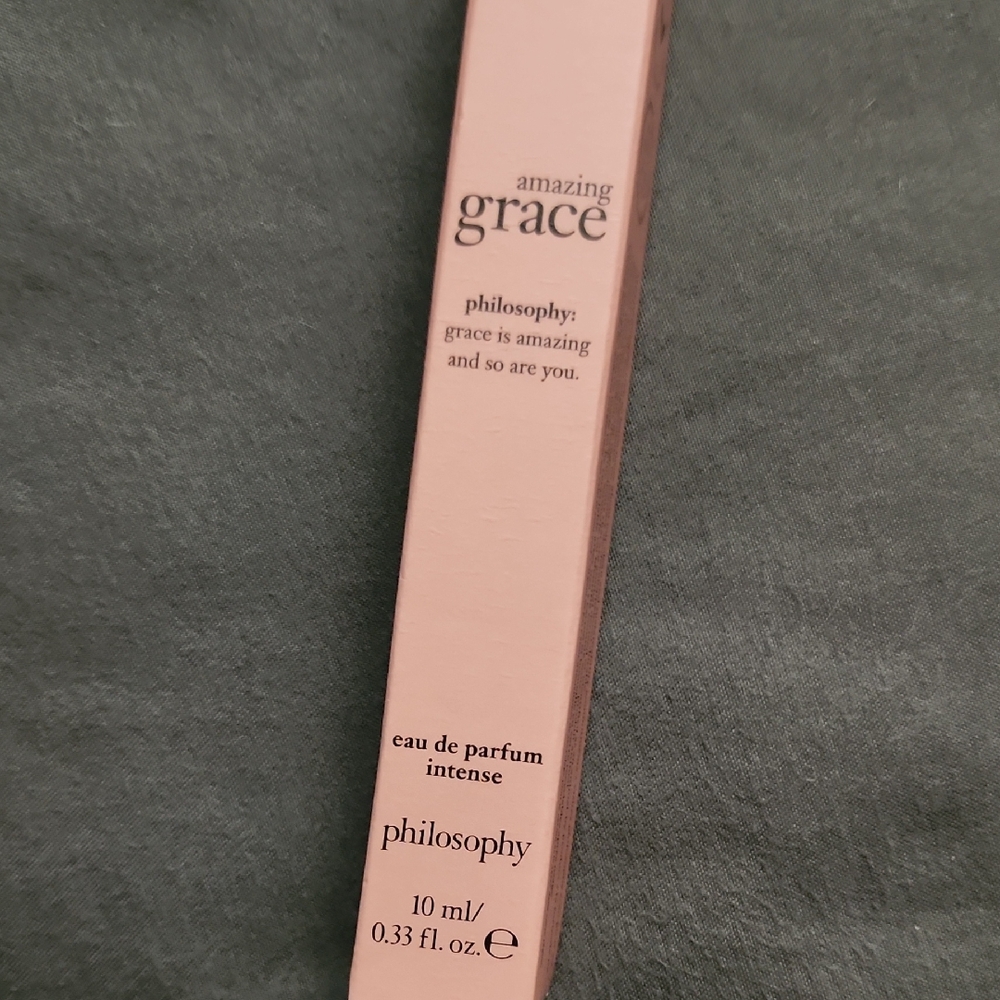 amazing
grace
philosophy:
grace is amazing
and so are you.
eau de parfum
intense
philosophy
10 ml/
0.33 fl. oz. ℮